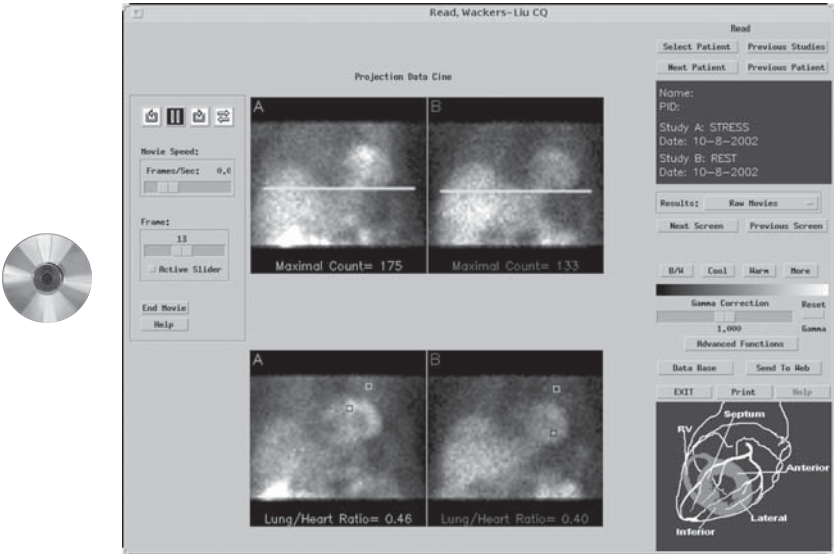 Read, Wackers-Liu CQ
Read
Select Patient Previous Studies
Next Patient Previous Patient
Projection Data Cine
Name:
PID:
Study A: STRESS
Date: 10-8-2002
Study B: REST
Date: 10-8-2002
A B
Movie Speed:
Frames/Sec: 0.0
Results: Raw Movies
Next Screen Previous Screen
Frame:
13
Active Slider
Maximal Count= 175 Maximal Count= 133
B/W Cool Warm More
End Movie
Help
Gamma Correction Reset
1.000 Gamma
Advanced Functions
A B
Data Base Send To Web
EXIT Print Help
Septum
RV
Anterior
Lateral
Inferior
Lung/Heart Ratio= 0.46 Lung/Heart Ratio= 0.40